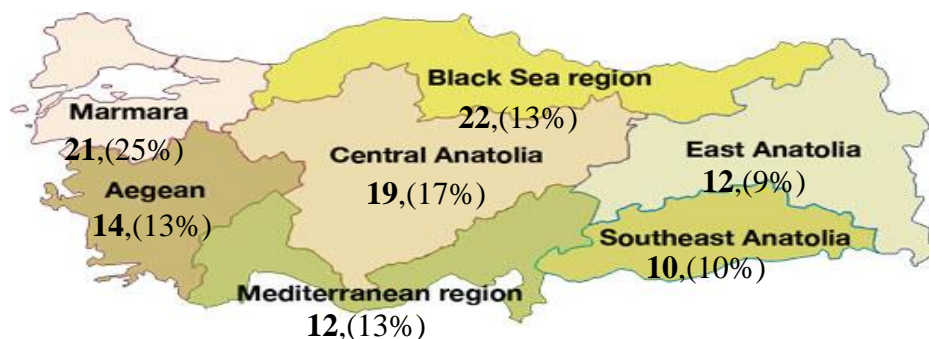 Black Sea region
22,(13%)
Marmara
21,(25%)
Central Anatolia
19,(17%)
East Anatolia
12,(9%)
Aegean
14,(13%)
Southeast Anatolia
10,(10%)
Mediterranean region
12,(13%)